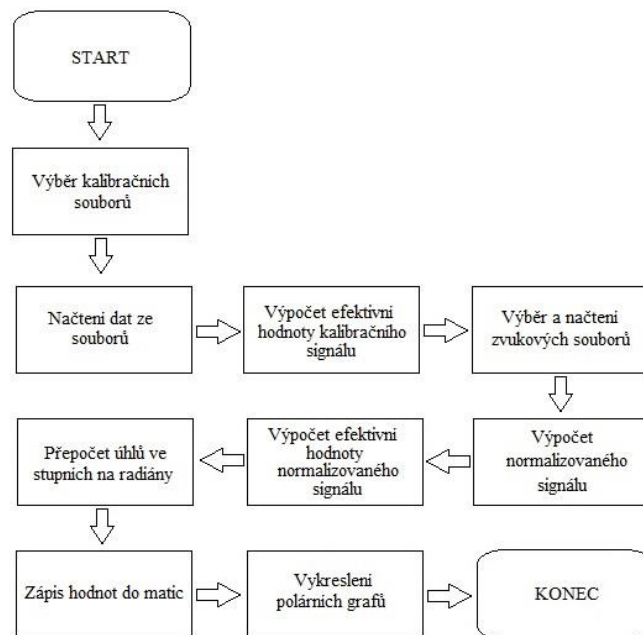 START
Výběr kalibračních
souborů
Načtení dat ze
souborů
Výpočet efektivní
hodnoty kalibračního
signálu
Výběr a načtení
zvukových souborů
Výpočet
normalizovaného
signálu
Výpočet efektivní
hodnoty
normalizovaného
signálu
Přepočet úhlů ve
stupních na radiány
Zápis hodnot do matic
Vykreslení
polárních grafů
KONEC